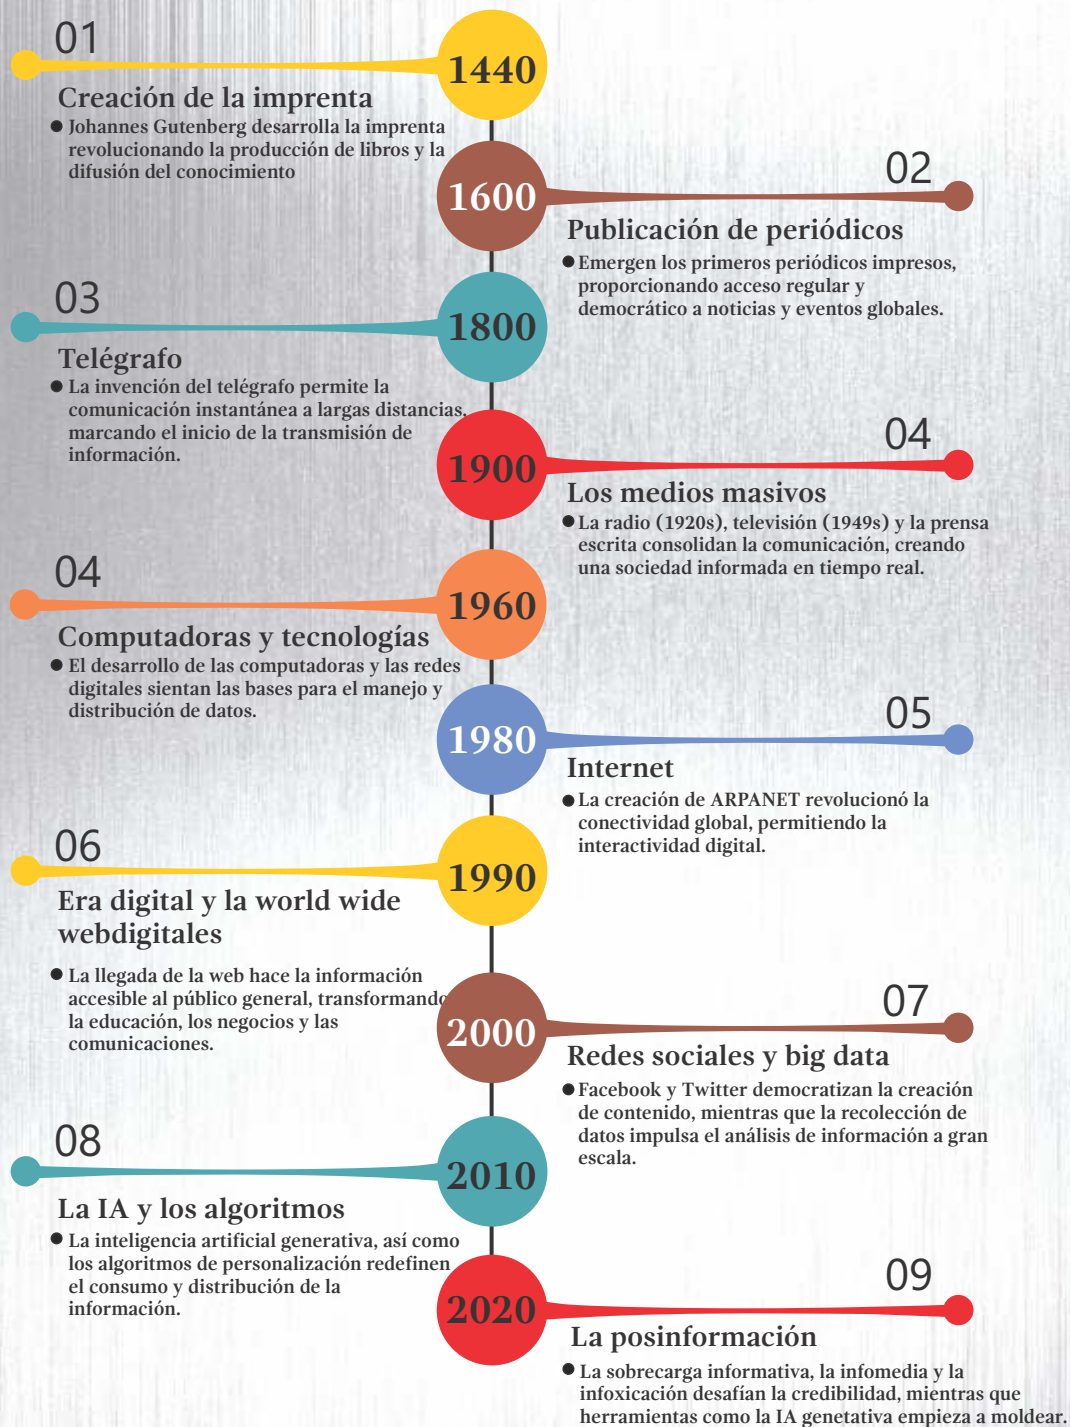 01
1440
Creación de la imprenta
● Johannes Gutenberg desarrolla la imprenta
revolucionando la producción de libros y la
difusión del conocimiento
02
1600
Publicación de periódicos
● Emergen los primeros periódicos impresos,
proporcionando acceso regular y
democrático a noticias y eventos globales.
03
1800
Telégrafo
● La invención del telégrafo permite la
comunicación instantánea a largas distancias,
marcando el inicio de la transmisión de
información.
04
1900
Los medios masivos
● La radio (1920s), televisión (1949s) y la prensa
escrita consolidan la comunicación, creando
una sociedad informada en tiempo real.
04
1960
Computadoras y tecnologías
● El desarrollo de las computadoras y las redes
digitales sientan las bases para el manejo y
distribución de datos.
05
1980
Internet
● La creación de ARPANET revolucionó la
conectividad global, permitiendo la
interactividad digital.
06
1990
Era digital y la world wide
webdigitales
● La llegada de la web hace la información
accesible al público general, transformando
la educación, los negocios y las
comunicaciones.
07
2000
Redes sociales y big data
● Facebook y Twitter democratizan la creación
de contenido, mientras que la recolección de
datos impulsa el análisis de información a gran
escala.
08
2010
La IA y los algoritmos
● La inteligencia artificial generativa, así como
los algoritmos de personalización redefinen
el consumo y distribución de la
información.
09
2020
La posinformación
● La sobrecarga informativa, la infomedia y la
infoxicación desafían la credibilidad, mientras que
herramientas como la IA genetativa empieza a moldear.